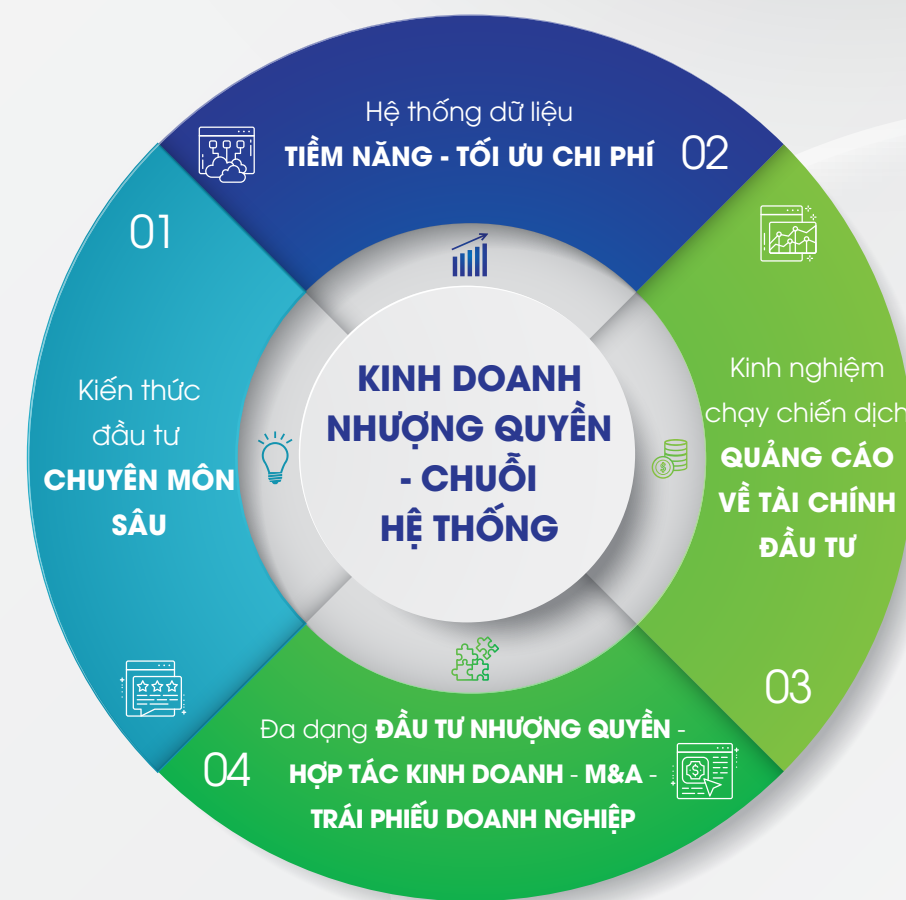 Hệ thống dữ liệu
TIỀM NĂNG - TỐI ƯU CHI PHÍ
02
01
Kiến thức
đầu tư
CHUYÊN MÔN
SÂU
KINH DOANH
NHƯỢNG QUYỀN
- CHUỖI
HỆ THỐNG
Kinh nghiệm
chạy chiến dịch
QUẢNG CÁO
VỀ TÀI CHÍNH
ĐẦU TƯ
03
04
Đa dạng ĐẦU TƯ NHƯỢNG QUYỀN -
HỢP TÁC KINH DOANH - M&A -
TRÁI PHIẾU DOANH NGHIỆP